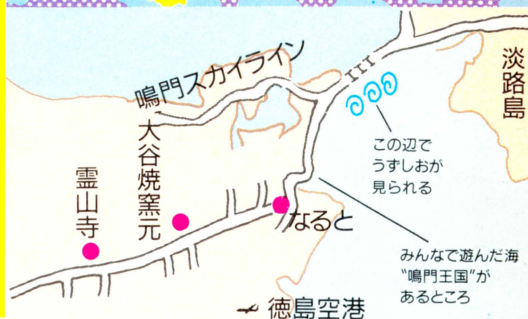 鳴門スカイライン
淡路島
この辺で
うずしおが
見られる
大谷焼窯元
霊山寺
なると
みんなで遊んだ海
"鳴門王国"が
あるところ
徳島空港